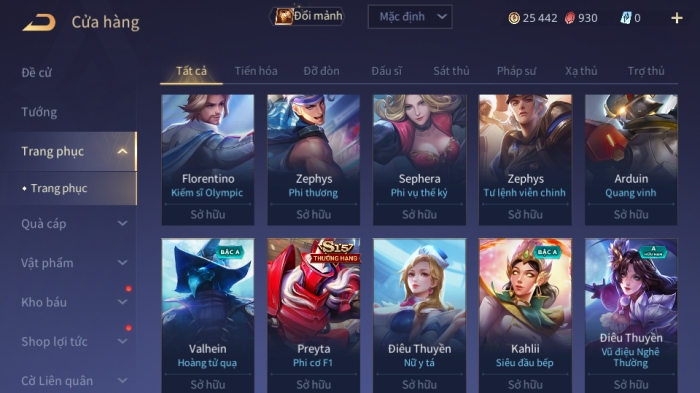 Cửa hàng
Đổi mảnh
Mặc định
25 442
930
0
Đề cử
Tướng
Trang phục
Trang phục
Quà cáp
Vật phẩm
Kho báu
Shop lợi tức
Cờ Liên quân
Tất cả
Tiến hóa
Đỡ đòn
Đấu sĩ
Sát thủ
Pháp sư
Xạ thủ
Trợ thủ
Florentino
Kiếm sĩ Olympic
Sở hữu
Zephys
Phi thương
Sở hữu
Sephera
Phi vụ thế kỷ
Sở hữu
Zephys
Tư lệnh viễn chinh
Sở hữu
Arduin
Quang vinh
Sở hữu
BẬC A
Valhein
Hoàng tử quạ
Sở hữu
S15
THƯỞNG HẠNG
Preyta
Phi cơ F1
Sở hữu
Điêu Thuyền
Nữ y tá
Sở hữu
BẬC A
Kahlii
Siêu đầu bếp
Sở hữu
A
HỮU HẠN
Điêu Thuyền
Vũ điệu Nghê
Thường
Sở hữu